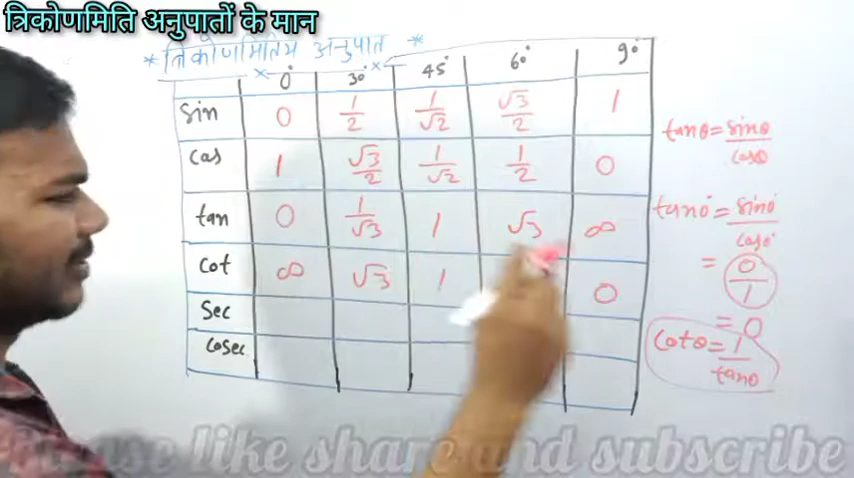 त्रिकोणमिति अनुपातों के मान
* त्रिकोणमितिय अनुपात *
0° 30° 45° 60° 90°
sin 0 1/2 1/√2 √3/2 1
cos 1 √3/2 1/√2 1/2 0
tan 0 1/√3 1 √3 ∞
cot ∞ √3 1 0
Sec
Cosec
tanθ = sinθ/cosθ
tan0° = sin0°/cos0°
= 0/1
= 0
cotθ = 1/tanθ
Please like share and subscribe